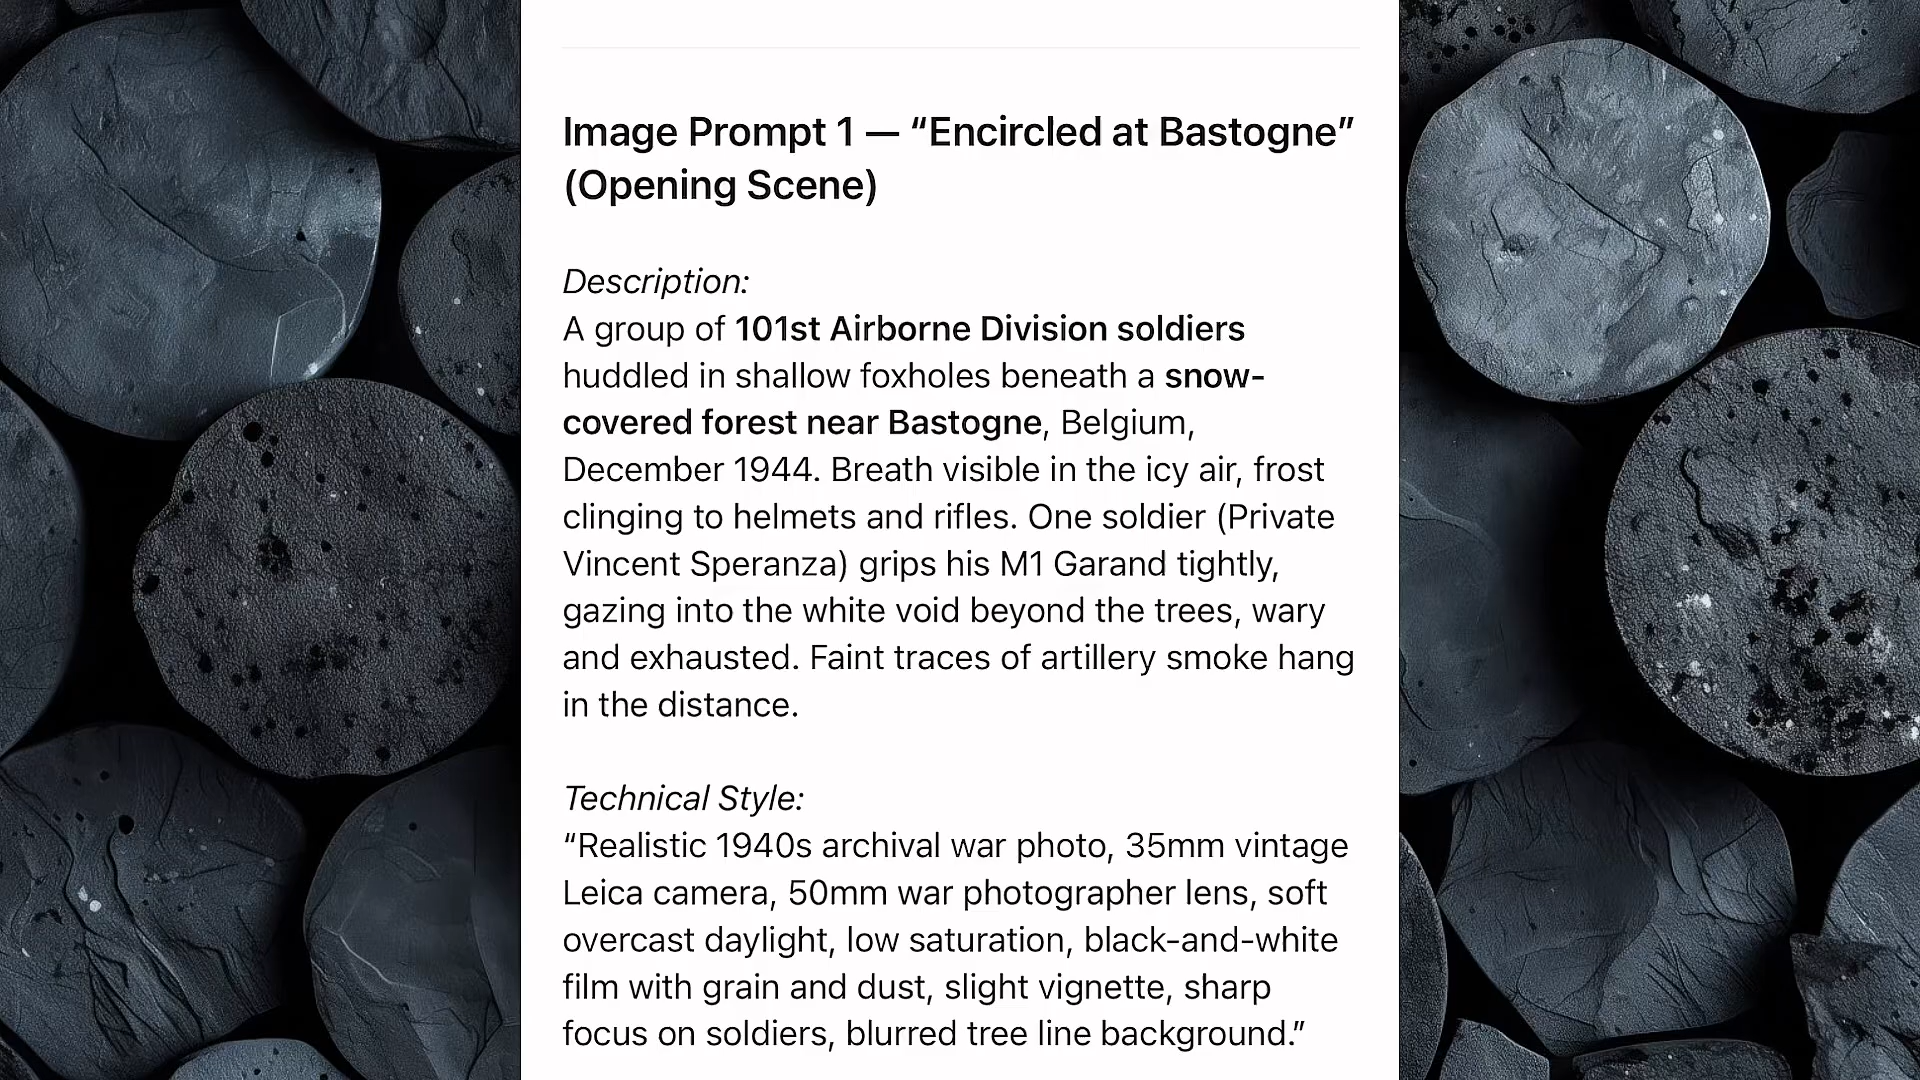 Image Prompt 1 — “Encircled at Bastogne”
(Opening Scene)
Description:
A group of 101st Airborne Division soldiers
huddled in shallow foxholes beneath a snow-
covered forest near Bastogne, Belgium,
December 1944. Breath visible in the icy air, frost
clinging to helmets and rifles. One soldier (Private
Vincent Speranza) grips his M1 Garand tightly,
gazing into the white void beyond the trees, wary
and exhausted. Faint traces of artillery smoke hang
in the distance.
Technical Style:
“Realistic 1940s archival war photo, 35mm vintage
Leica camera, 50mm war photographer lens, soft
overcast daylight, low saturation, black-and-white
film with grain and dust, slight vignette, sharp
focus on soldiers, blurred tree line background.”